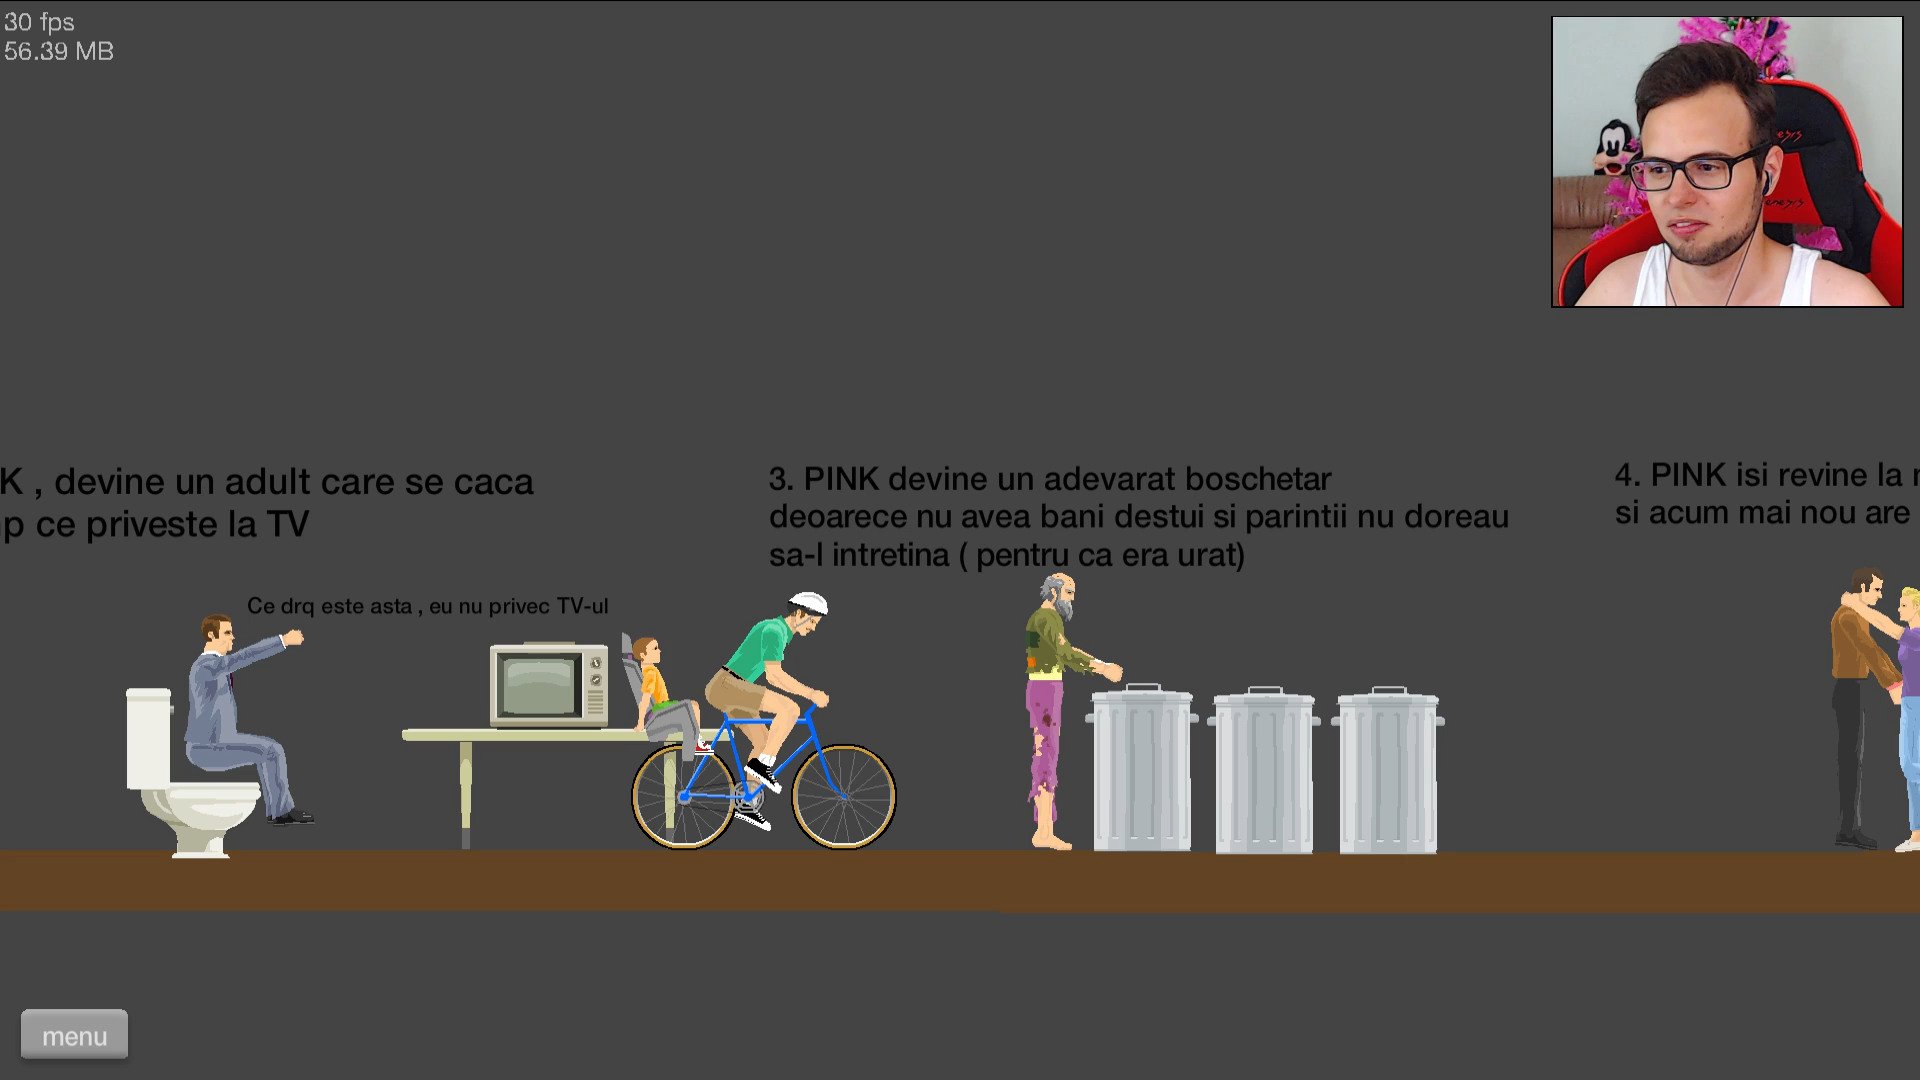 30 fps
56.39 MB
K , devine un adult care se caca
p ce priveste la TV
Ce drq este asta , eu nu privec TV-ul
3. PINK devine un adevarat boschetar
deoarece nu avea bani destui si parintii nu doreau
sa-l intretina ( pentru ca era urat)
4. PINK isi revine la
si acum mai nou are
menu